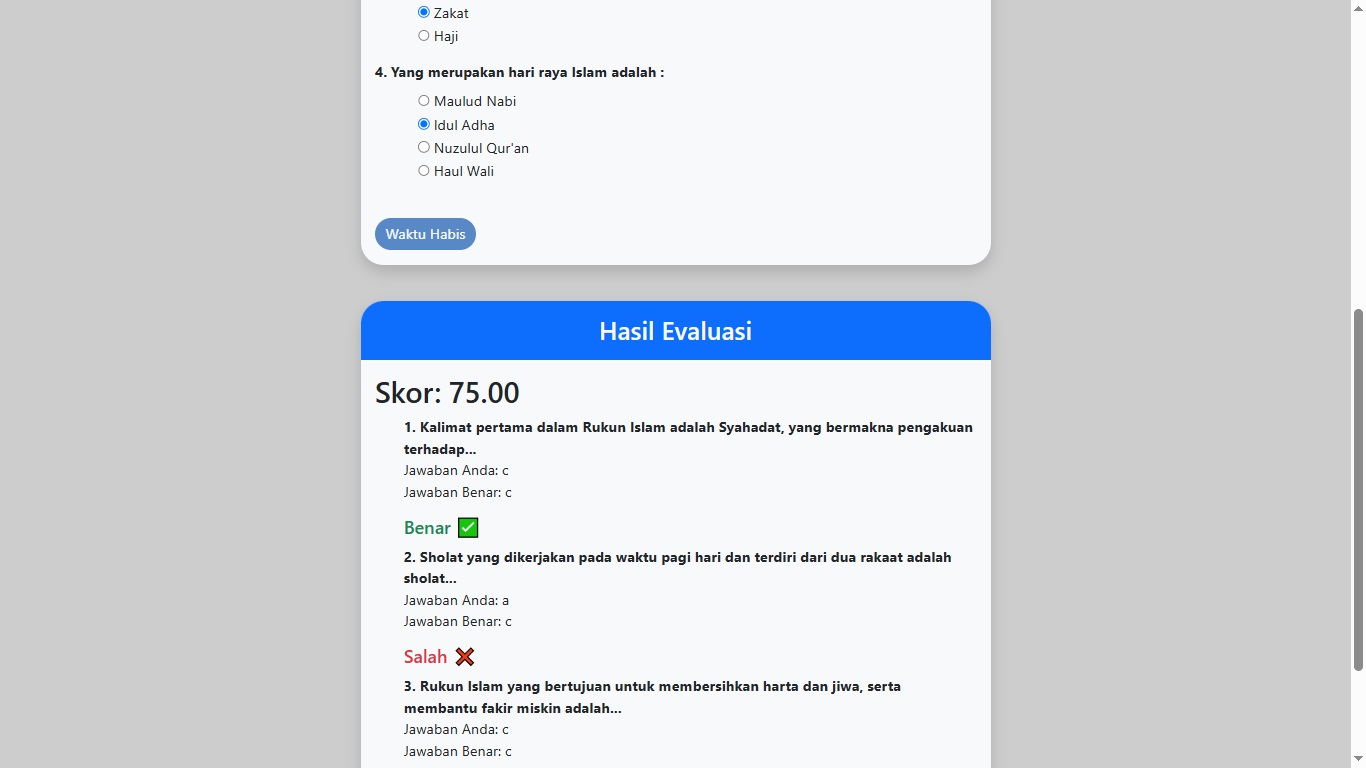 Zakat
Haji
4. Yang merupakan hari raya Islam adalah :
Maulud Nabi
Idul Adha
Nuzulul Qur'an
Haul Wali
Waktu Habis
Hasil Evaluasi
Skor: 75.00
1. Kalimat pertama dalam Rukun Islam adalah Syahadat, yang bermakna pengakuan
terhadap...
Jawaban Anda: c
Jawaban Benar: c
Benar ✅
2. Sholat yang dikerjakan pada waktu pagi hari dan terdiri dari dua rakaat adalah
sholat...
Jawaban Anda: a
Jawaban Benar: c
Salah ❌
3. Rukun Islam yang bertujuan untuk membersihkan harta dan jiwa, serta
membantu fakir miskin adalah...
Jawaban Anda: c
Jawaban Benar: c